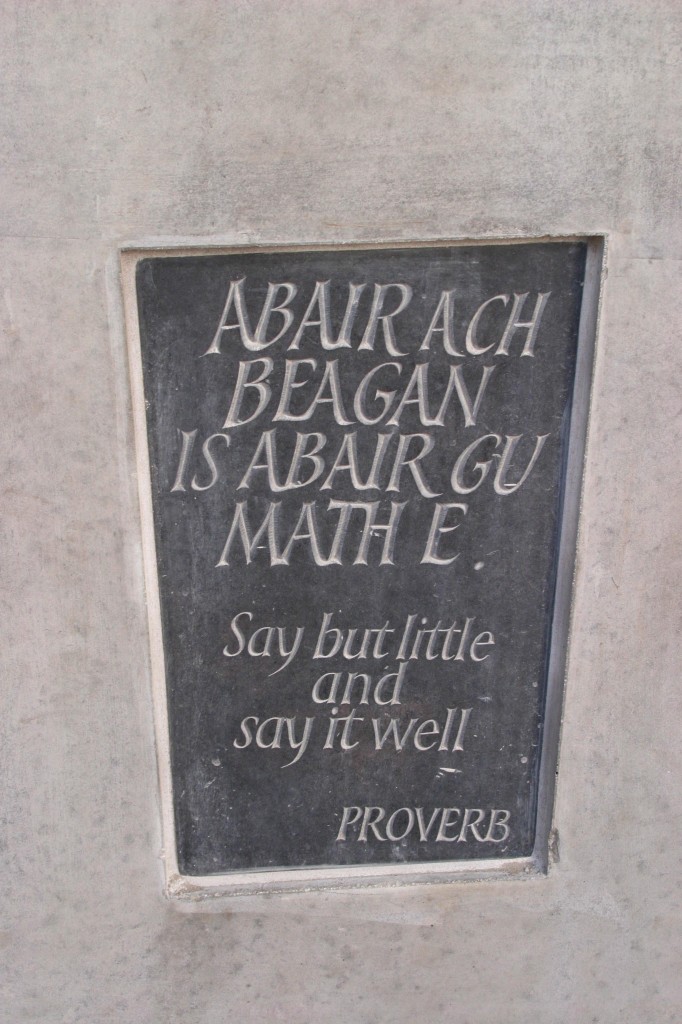 ABAIR ACH
BEAGAN
IS ABAIR GU
MATH E.
Say but little
and
say it well
PROVERB